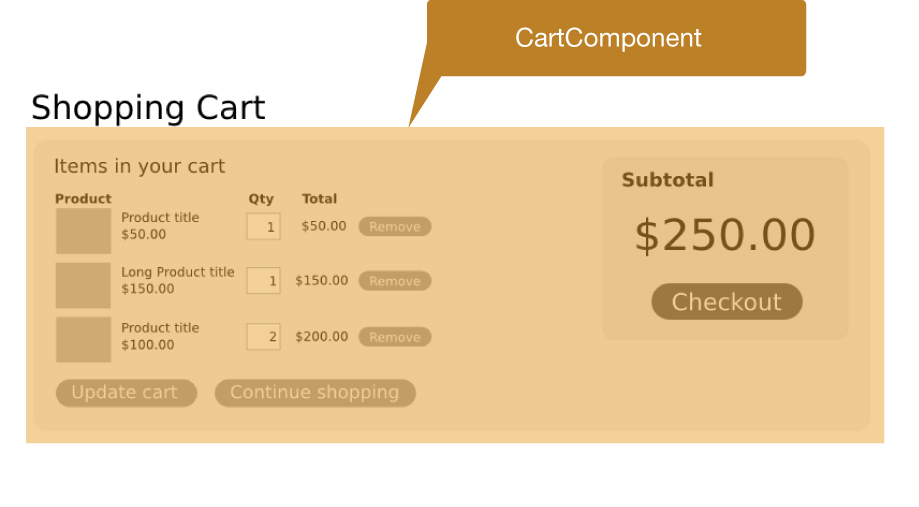 CartComponent
Shopping Cart
Items in your cart
Product Qty Total
Product title
$50.00
1 $50.00 Remove
Long Product title
$150.00
1 $150.00 Remove
Product title
$100.00
2 $200.00 Remove
Update cart Continue shopping
Subtotal
$250.00
Checkout